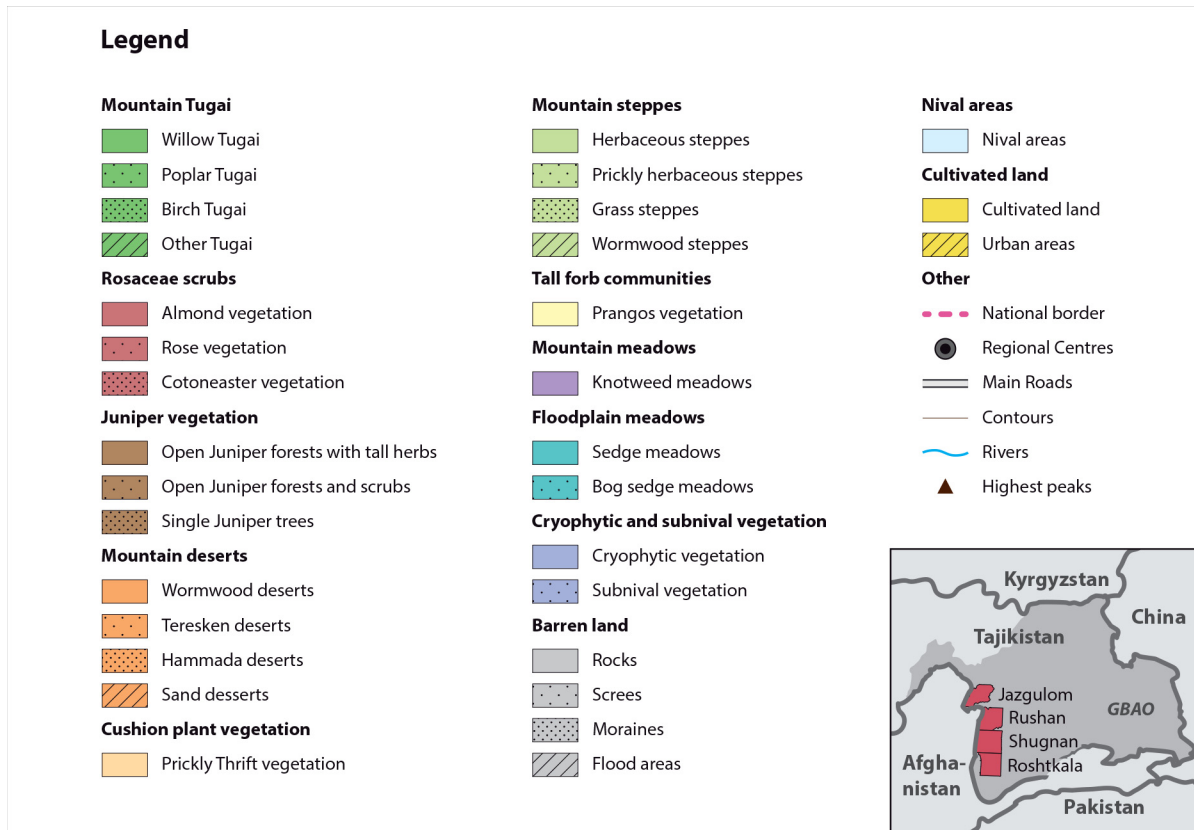 Legend
Mountain Tugai
Willow Tugai
Poplar Tugai
Birch Tugai
Other Tugai
Rosaceae scrubs
Almond vegetation
Rose vegetation
Cotoneaster vegetation
Juniper vegetation
Open Juniper forests with tall herbs
Open Juniper forests and scrubs
Single Juniper trees
Mountain deserts
Wormwood deserts
Teresken deserts
Hammada deserts
Sand desserts
Cushion plant vegetation
Prickly Thrift vegetation
Mountain steppes
Herbaceous steppes
Prickly herbaceous steppes
Grass steppes
Wormwood steppes
Tall forb communities
Prangos vegetation
Mountain meadows
Knotweed meadows
Floodplain meadows
Sedge meadows
Bog sedge meadows
Cryophytic and subnival vegetation
Cryophytic vegetation
Subnival vegetation
Barren land
Rocks
Screes
Moraines
Flood areas
Nival areas
Nival areas
Cultivated land
Cultivated land
Urban areas
Other
National border
Regional Centres
Main Roads
Contours
Rivers
Highest peaks
Kyrgyzstan
China
Tajikistan
Jazgulom
GBAO
Rushan
Shugnan
Roshtkala
Afgha-
nistan
Pakistan